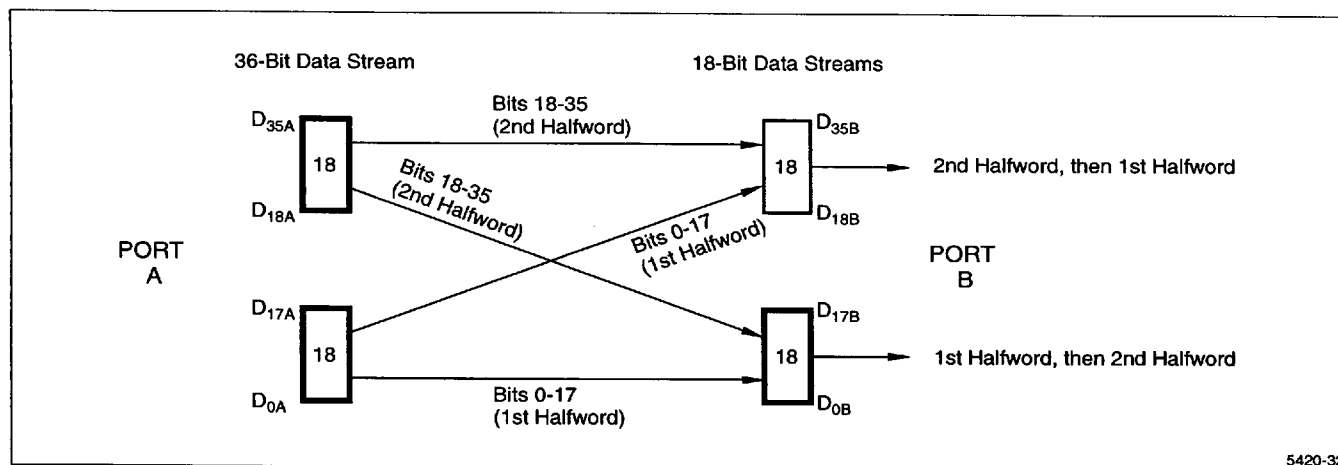 36-Bit Data Stream
18-Bit Data Streams
Bits 18-35
(2nd Halfword)
D35A
18
D18A
Bits 18-35
(2nd Halfword)
D35B
18
D18B
2nd Halfword, then 1st Halfword
Bits 0-17
(1st Halfword)
PORT
A
PORT
B
D17A
18
D0A
D17B
18
D0B
1st Halfword, then 2nd Halfword
Bits 0-17
(1st Halfword)